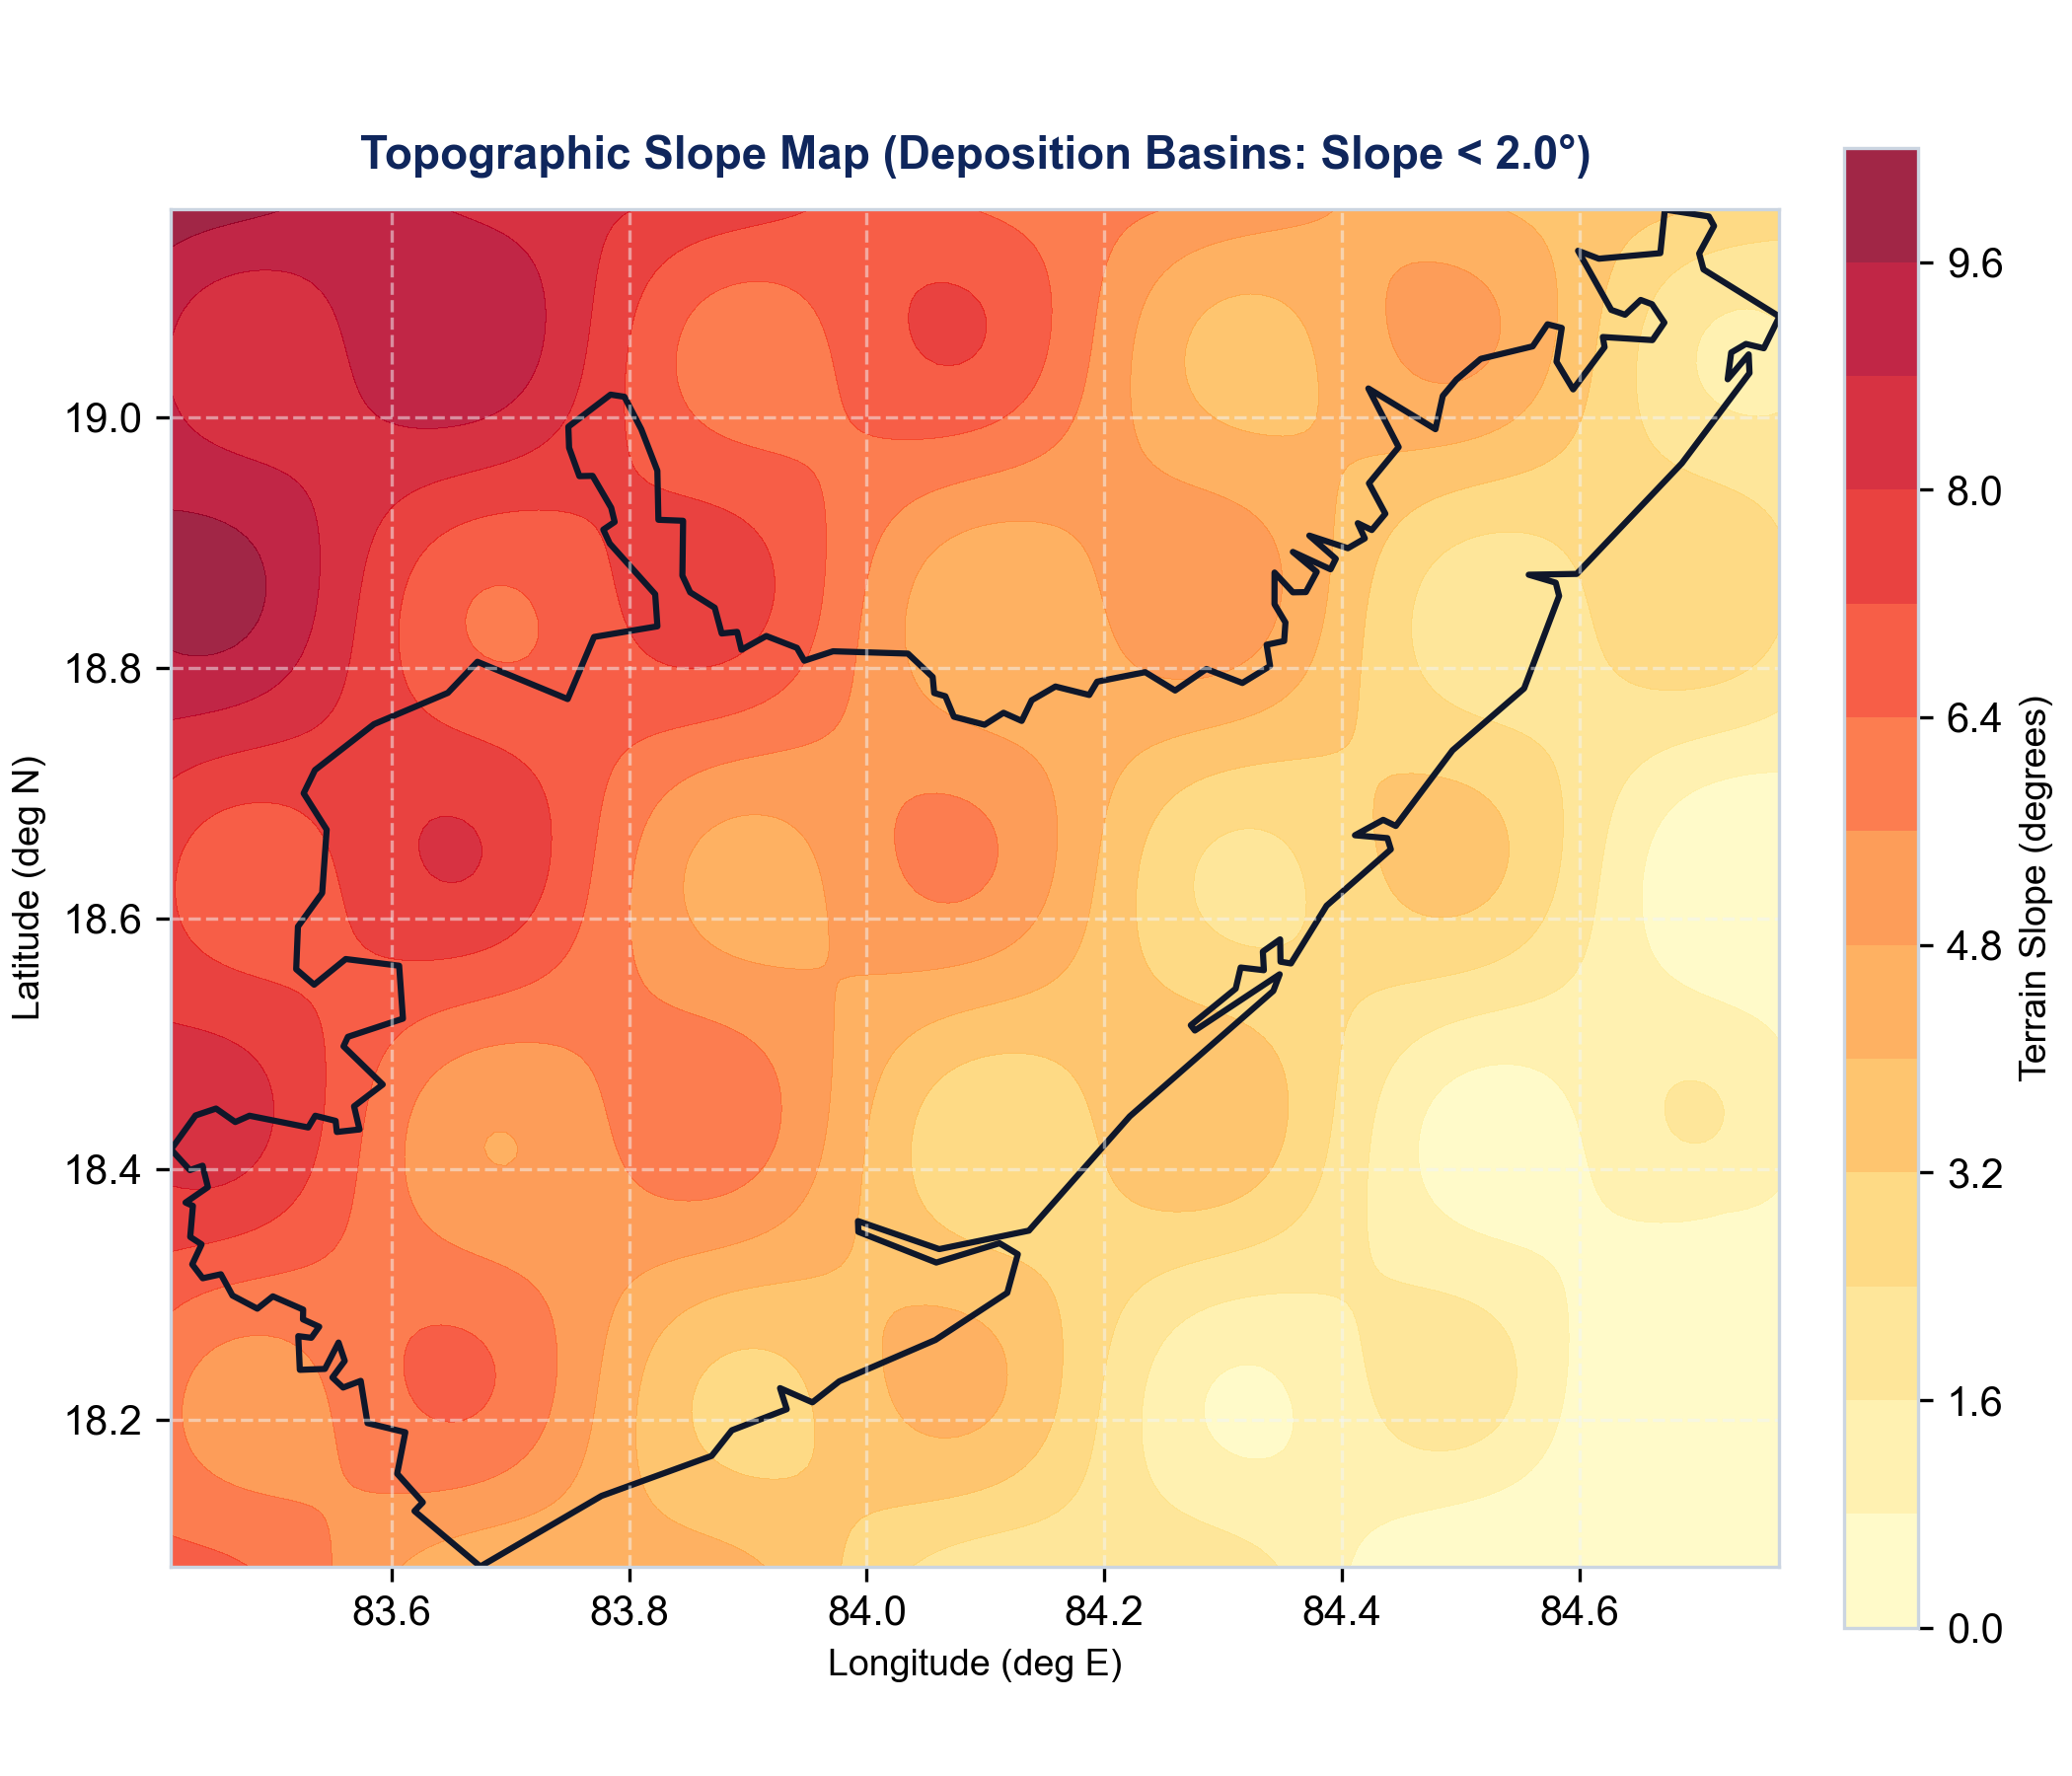 Topographic Slope Map (Deposition Basins: Slope < 2.0°)
9.6
8.0
6.4
4.8
3.2
1.6
0.0
Terrain Slope (degrees)
19.0
18.8
18.6
18.4
18.2
Latitude (deg N)
83.6 83.8 84.0 84.2 84.4 84.6
Longitude (deg E)